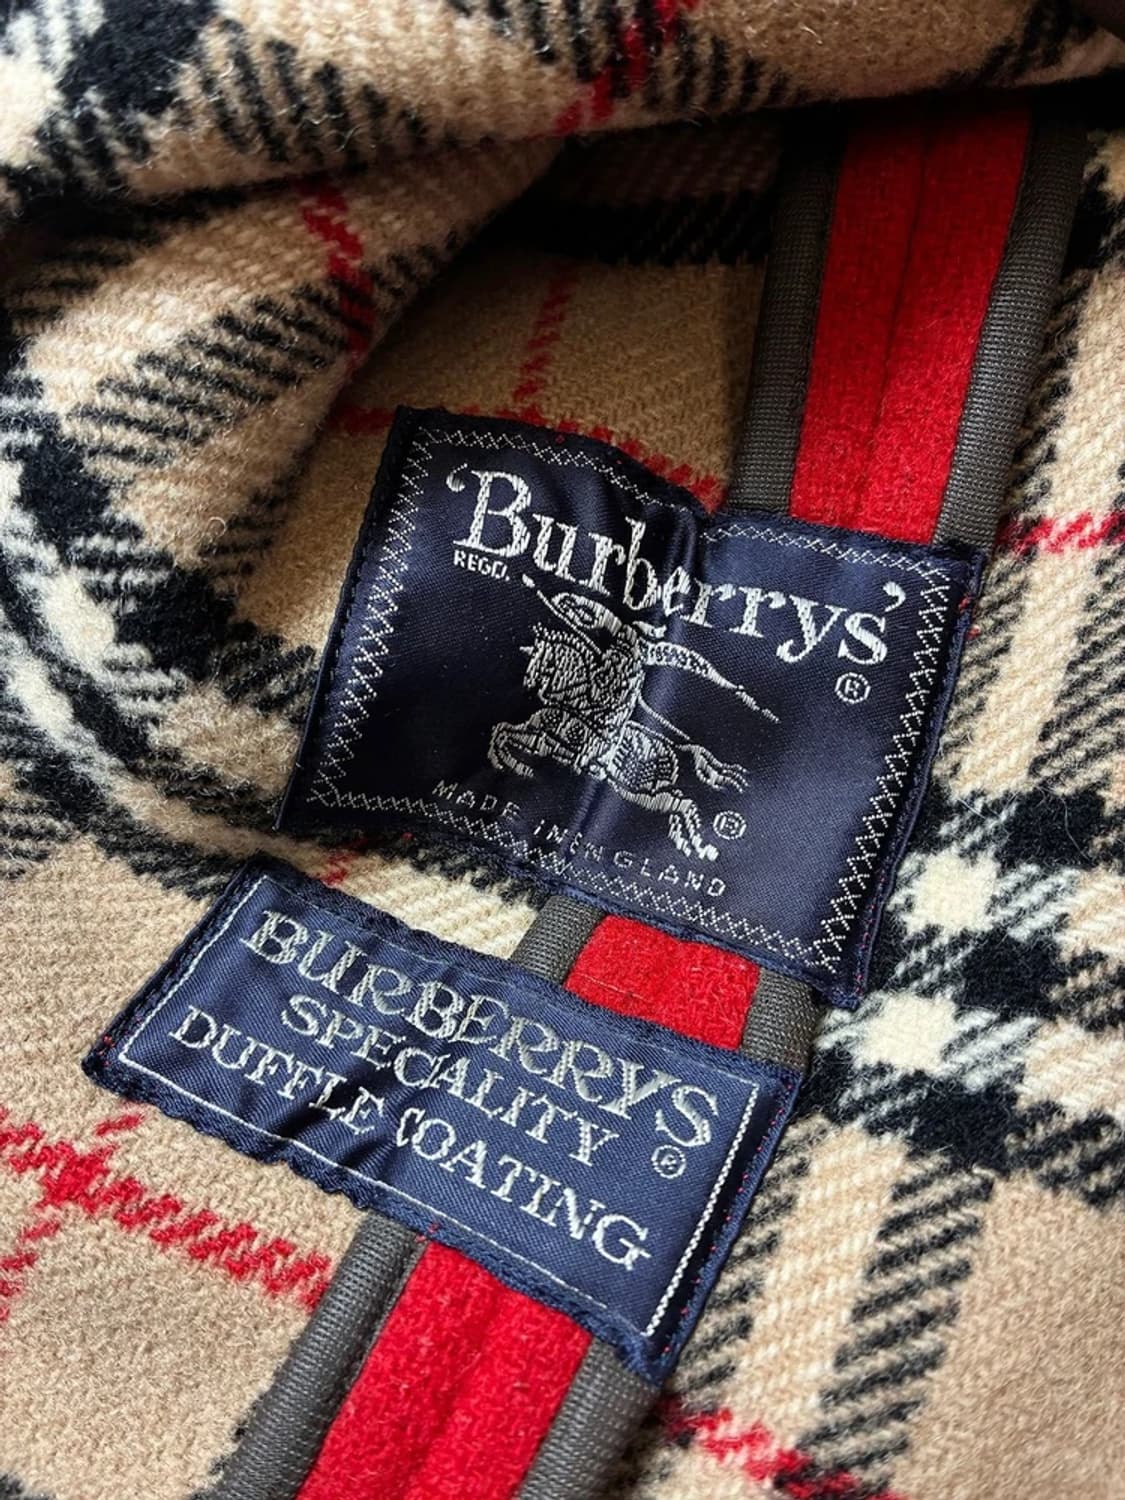 'Burberrys'
REGD.
®
®
MADE IN ENGLAND
BURBERRYS
SPECIALITY ®
DUFFLE COATING